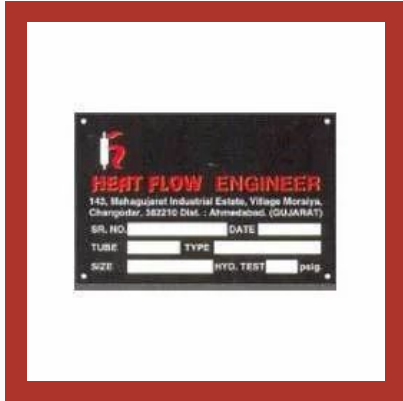 HEAT FLOW ENGINEER
143, Mahagujarat Industrial Estate, Village Moraiya,
Changodar, 382210 Dist. : Ahmedabad. (GUJARAT)
SR. NO. DATE
TUBE TYPE
SIZE HYD. TEST psig.